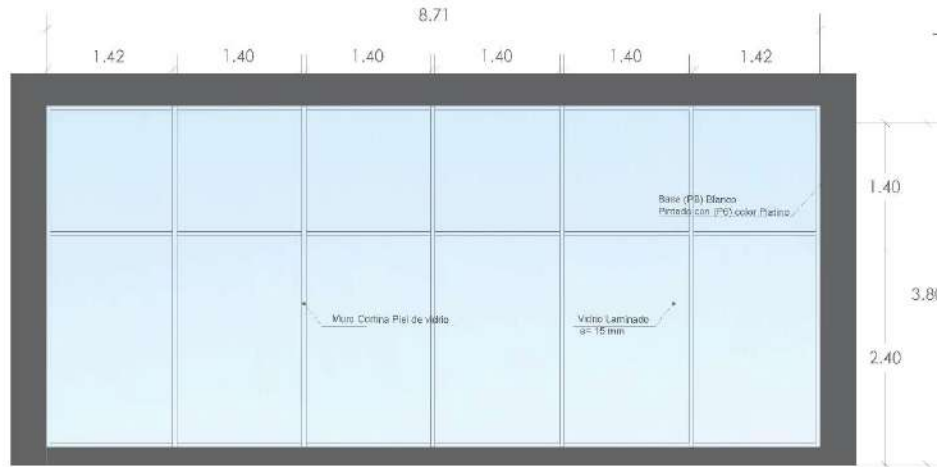 8.71
1.42 1.40 1.40 1.40 1.40 1.42
1.40
Base (P8) Blanco
Pintado con (P6) color Platino
3.80
Muro Cortina Piel de vidrio
Vidrio Laminado
e= 15 mm
2.40